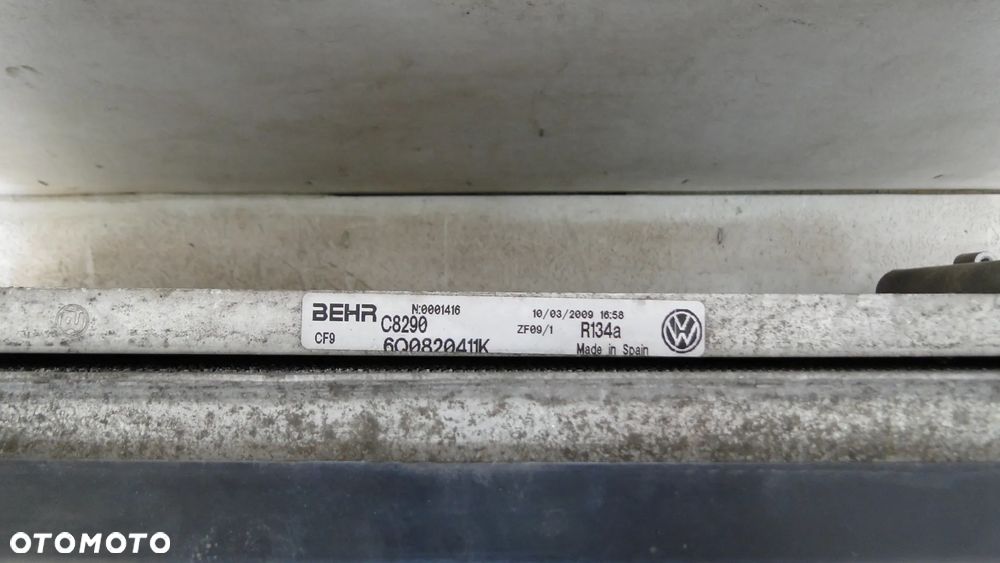 BEHR N:0001416 10/03/2009 16:58
C8290 ZF09/1 R134a
CF9 6Q0820411K Made in Spain
OTOMOTO